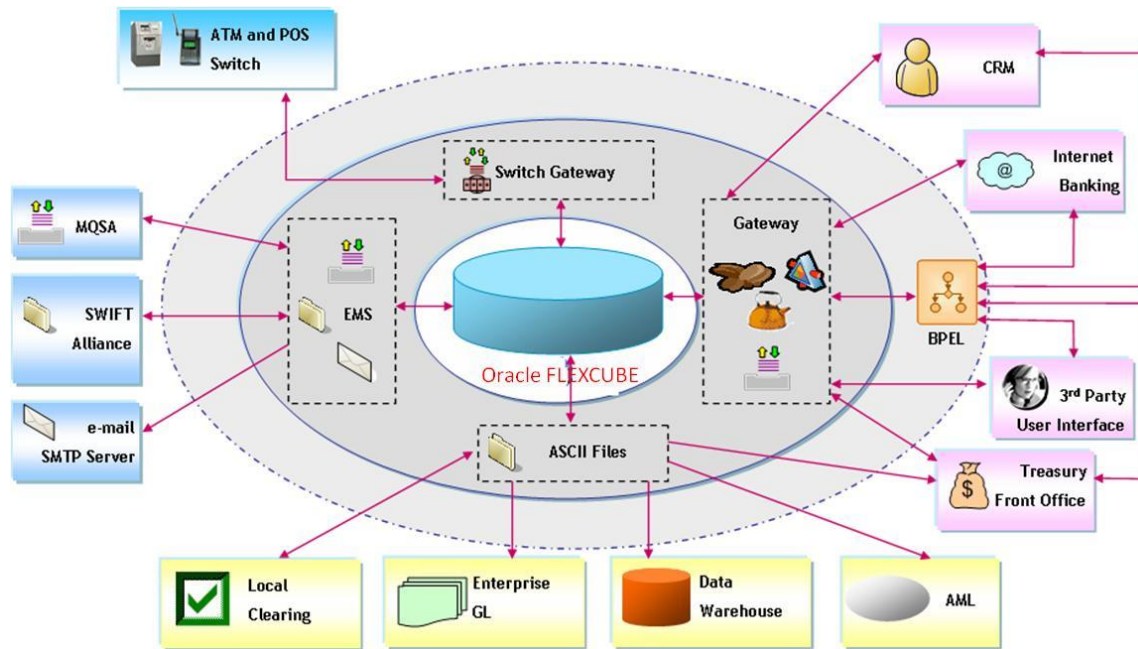 ATM and POS
Switch
CRM
Switch Gateway
Internet
Banking
@
MQSA
Gateway
SWIFT
Alliance
EMS
BPEL
Oracle FLEXCUBE
3rd Party
User Interface
e-mail
SMTP Server
ASCII Files
Treasury
Front Office
$
Local
Clearing
Enterprise
GL
Data
Warehouse
AML